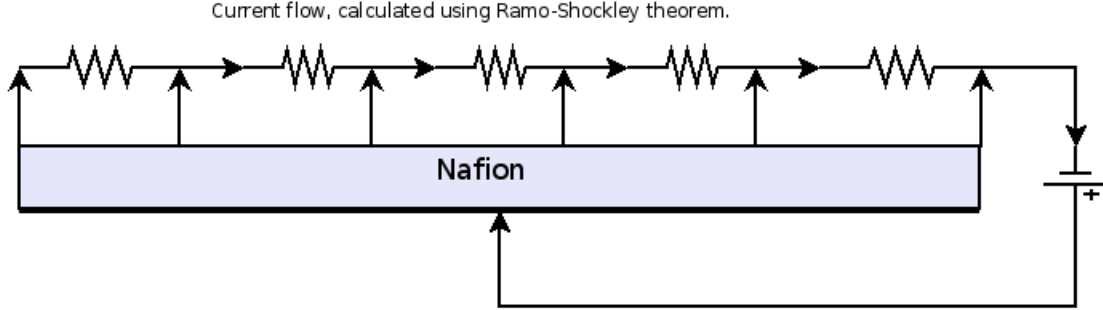 Current flow, calculated using Ramo-Shockley theorem.
Nafion
+